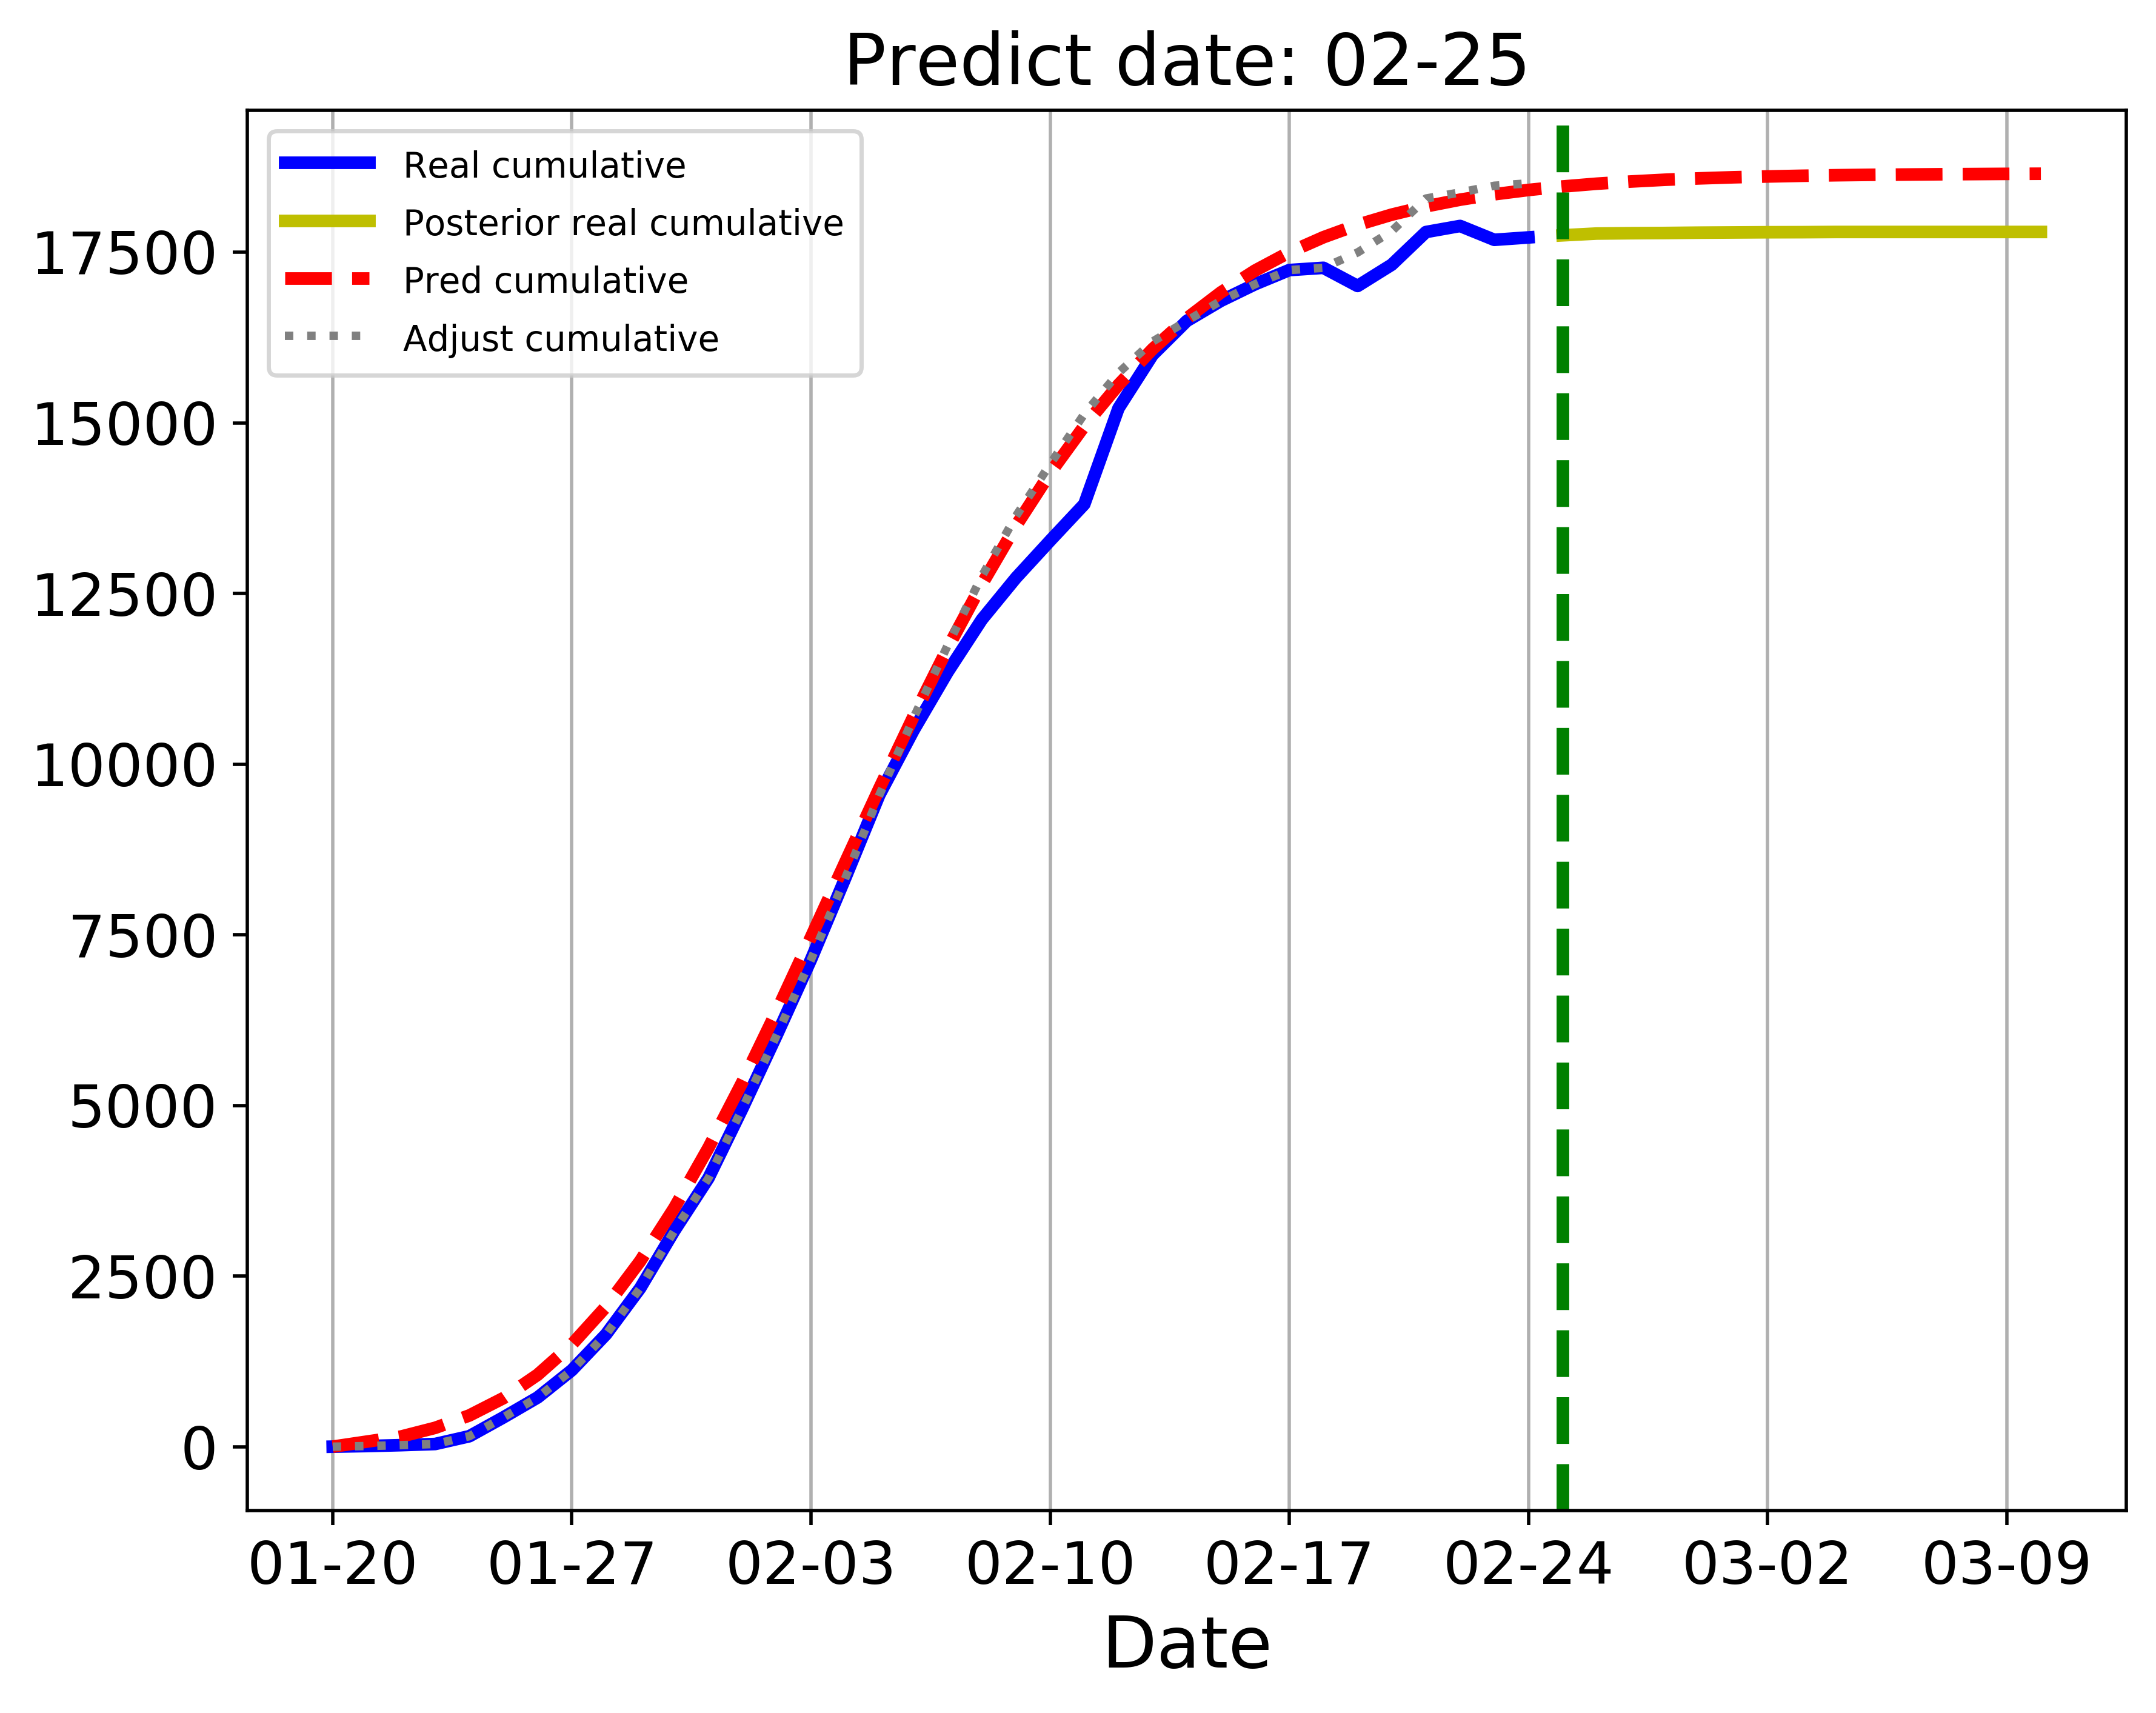 Predict date: 02-25
Real cumulative
Posterior real cumulative
Pred cumulative
Adjust cumulative
17500
15000
12500
10000
7500
5000
2500
0
01-20 01-27 02-03 02-10 02-17 02-24 03-02 03-09
Date